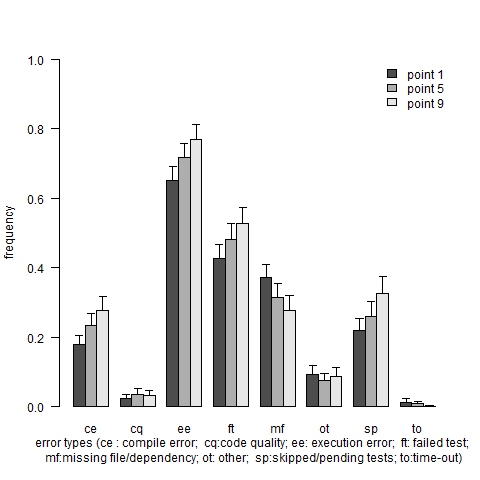 1.0
point 1
point 5
point 9
0.8
0.6
0.4
0.2
0.0
frequency
ce cq ee ft mf ot sp to
error types (ce : compile error;  cq:code quality; ee: execution error;  ft: failed test;
mf:missing file/dependency; ot: other;  sp:skipped/pending tests; to:time-out)